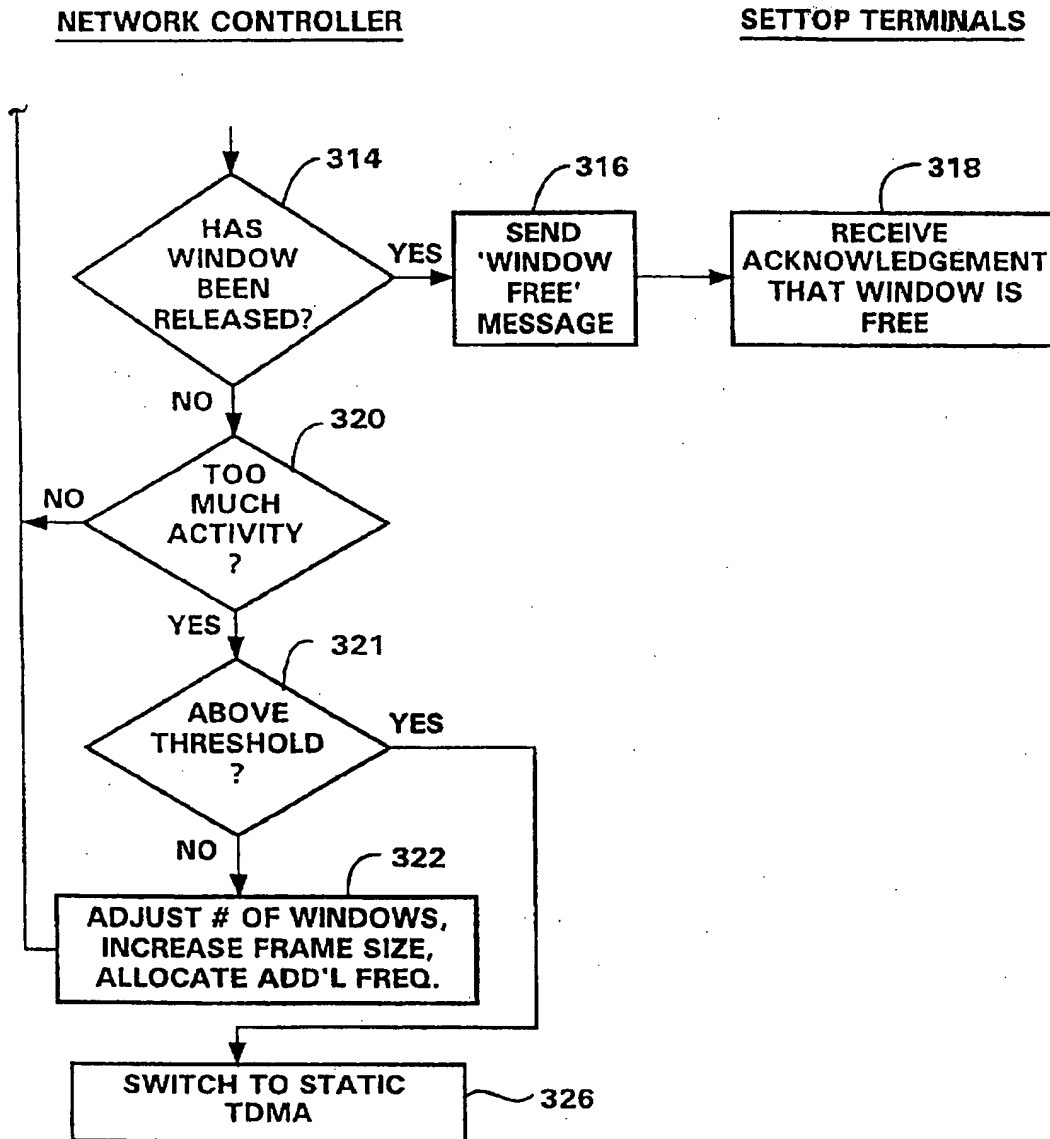 NETWORK CONTROLLER
SETTOP TERMINALS
314
HAS
WINDOW
BEEN
RELEASED?
YES
316
SEND
'WINDOW
FREE'
MESSAGE
318
RECEIVE
ACKNOWLEDGEMENT
THAT WINDOW IS
FREE
NO
320
TOO
MUCH
ACTIVITY
?
NO
YES
321
ABOVE
THRESHOLD
?
YES
NO
322
ADJUST # OF WINDOWS,
INCREASE FRAME SIZE,
ALLOCATE ADD'L FREQ.
SWITCH TO STATIC
TDMA
326